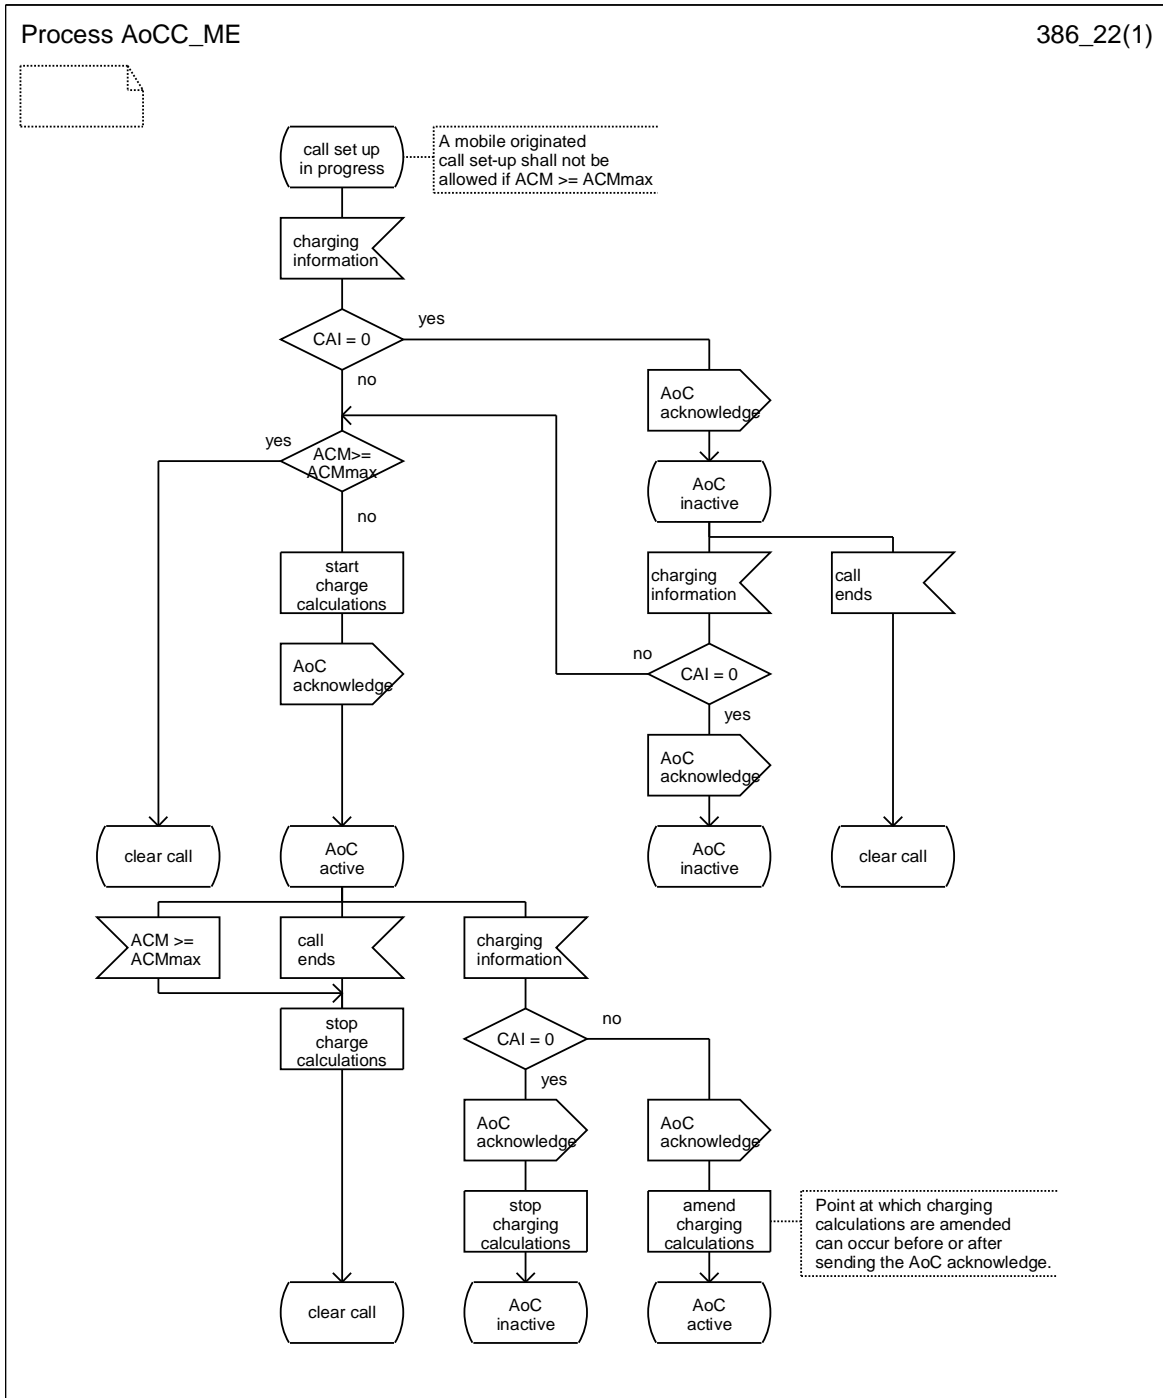 Process AoCC_ME
386_22(1)
call set up
in progress
A mobile originated
call set-up shall not be
allowed if ACM >= ACMmax
charging
information
CAI = 0
yes
no
AoC
acknowledge
yes
ACM>=
ACMmax
no
AoC
inactive
start
charge
calculations
charging
information
call
ends
AoC
acknowledge
no
CAI = 0
yes
AoC
acknowledge
clear call
AoC
active
AoC
inactive
clear call
ACM >=
ACMmax
call
ends
charging
information
stop
charge
calculations
CAI = 0
no
yes
AoC
acknowledge
AoC
acknowledge
stop
charging
calculations
amend
charging
calculations
Point at which charging
calculations are amended
can occur before or after
sending the AoC acknowledge.
clear call
AoC
inactive
AoC
active